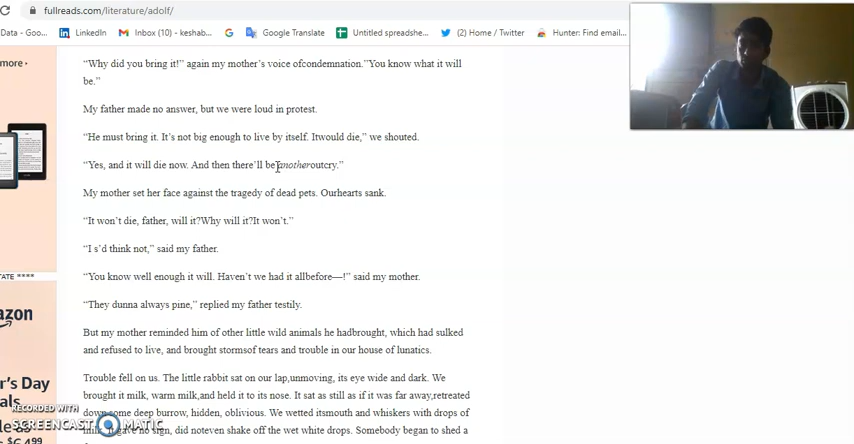 fullreads.com/literature/adolf/
Data - Goo... LinkedIn Inbox (10) - keshab... Google Translate Untitled spreadshe... (2) Home / Twitter Hunter: Find email...
more ›
“Why did you bring it!” again my mother’s voice ofcondemnation.”You know what it will
be.”
My father made no answer, but we were loud in protest.
“He must bring it. It’s not big enough to live by itself. Itwould die,” we shouted.
“Yes, and it will die now. And then there’ll be anotheroutcry.”
My mother set her face against the tragedy of dead pets. Ourhearts sank.
“It won’t die, father, will it?Why will it?It won’t.”
“I s’d think not,” said my father.
“You know well enough it will. Haven’t we had it allbefore—!” said my mother.
“They dunna always pine,” replied my father testily.
But my mother reminded him of other little wild animals he hadbrought, which had sulked
and refused to live, and brought stormsof tears and trouble in our house of lunatics.
Trouble fell on us. The little rabbit sat on our lap,unmoving, its eye wide and dark. We
brought it milk, warm milk,and held it to its nose. It sat as still as if it was far away,retreated
down some deep burrow, hidden, oblivious. We wetted itsmouth and whiskers with drops of
milk. It gave no sign, did noteven shake off the wet white drops. Somebody began to shed a
TATE ****
azon
r’s Day
als
RECORDED WITH
SCREENCAST MATIC